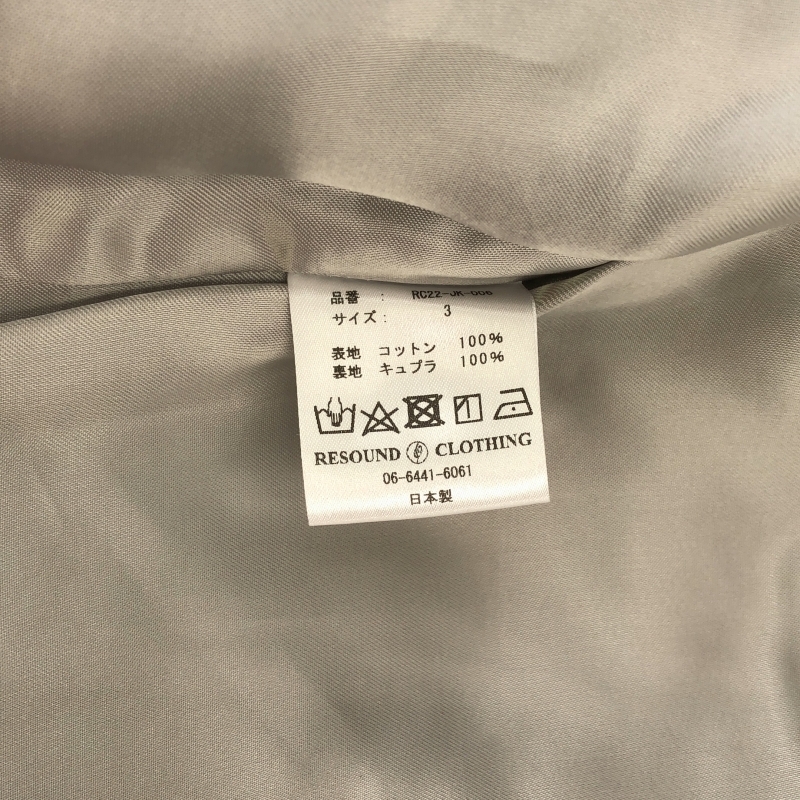 品番 : RC22-JK-006
サイズ : 3
表地 コットン 100%
裏地 キュプラ 100%
RESOUND CLOTHING
06-6441-6061
日本製